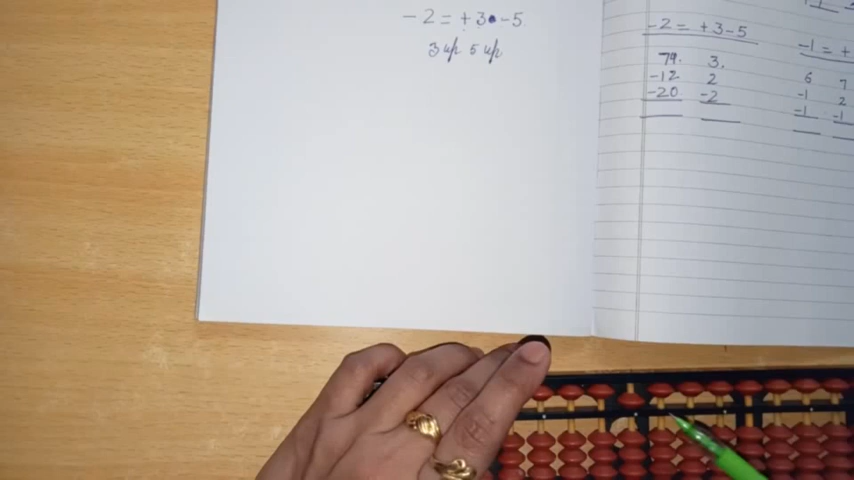 -2 = +3 -5
3 up 5 up
-2 = +3-5
79. 3.
-12 2
-20 -2
-1 = +
6 7
-1 2
-1 -1